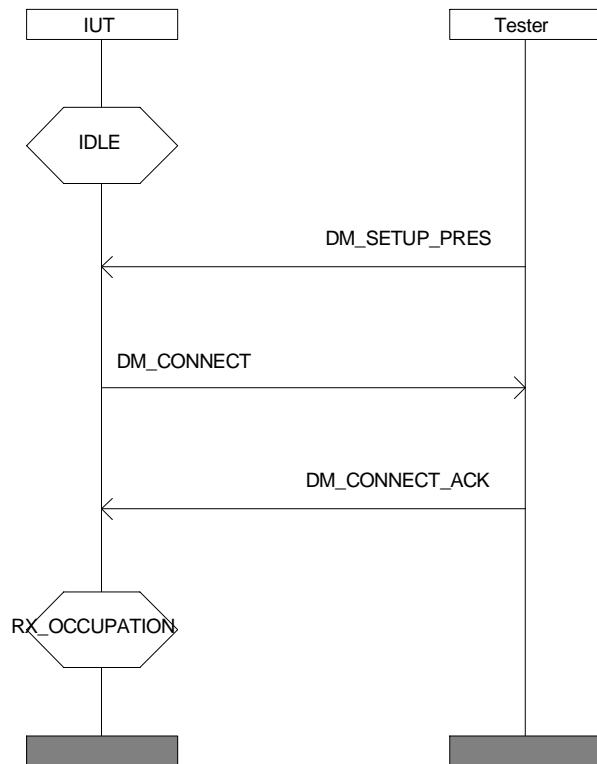 IUT
Tester
IDLE
DM_SETUP_PRES
DM_CONNECT
DM_CONNECT_ACK
RX_OCCUPATION